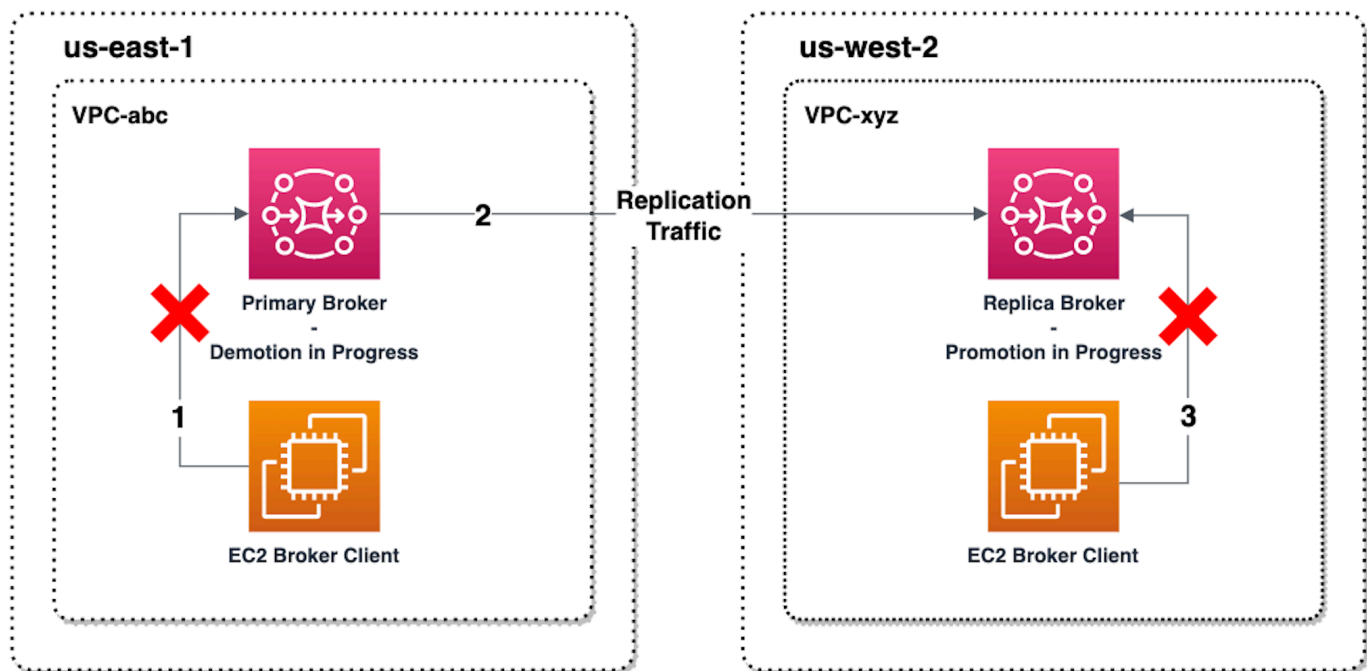 us-east-1
VPC-abc
Primary Broker
-
Demotion in Progress
1
EC2 Broker Client
2
Replication
Traffic
us-west-2
VPC-xyz
Replica Broker
-
Promotion in Progress
3
EC2 Broker Client